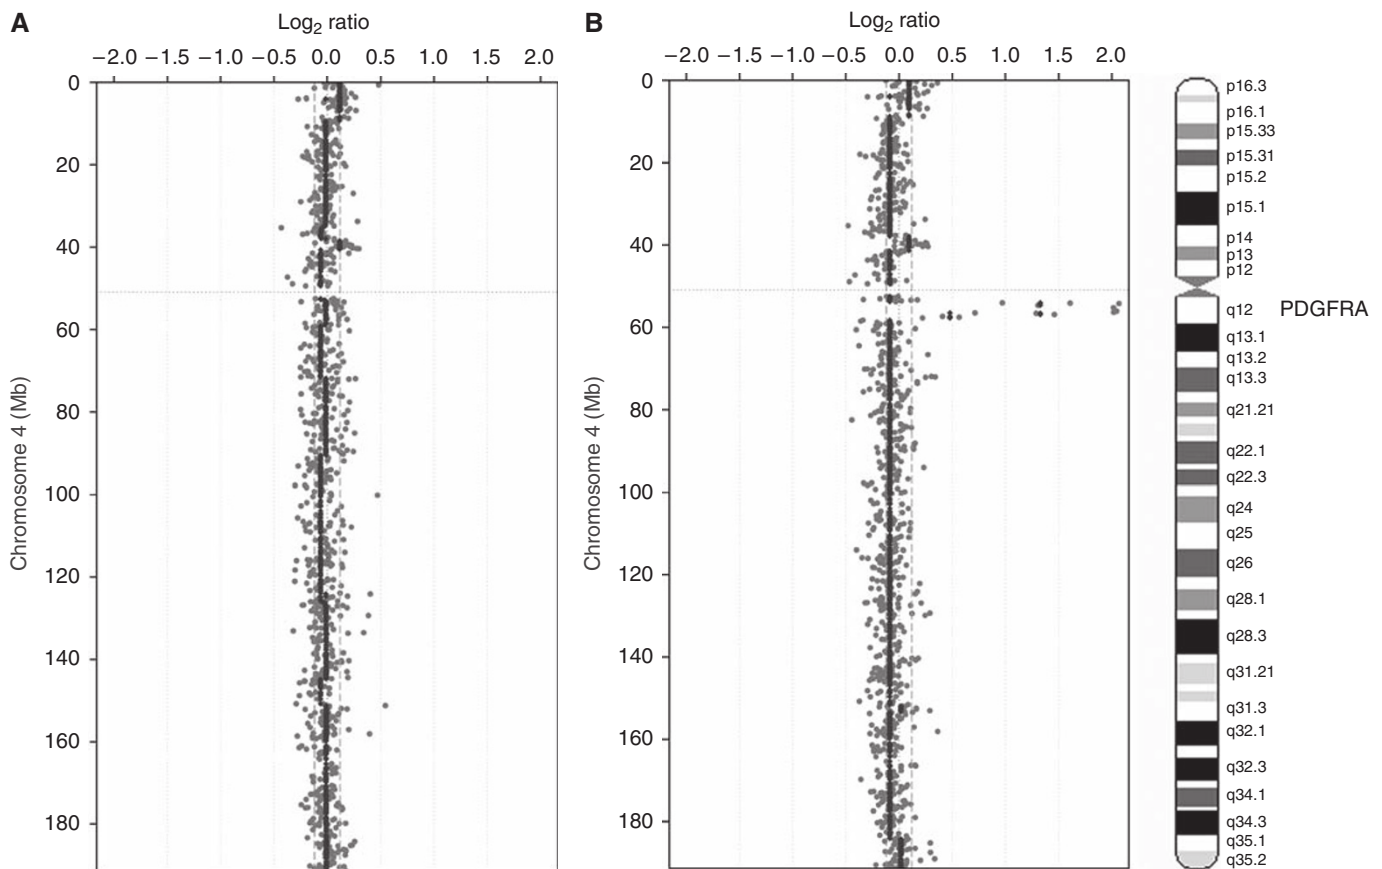 A
Log2 ratio
−2.0 −1.5 −1.0 −0.5 0.0 0.5 1.0 1.5 2.0
0
20
40
60
80
100
120
140
160
180
Chromosome 4 (Mb)
B
Log2 ratio
−2.0 −1.5 −1.0 −0.5 0.0 0.5 1.0 1.5 2.0
0
20
40
60
80
100
120
140
160
180
Chromosome 4 (Mb)
p16.3
p16.1
p15.33
p15.31
p15.2
p15.1
p14
p13
p12
q12 PDGFRA
q13.1
q13.2
q13.3
q21.21
q22.1
q22.3
q24
q25
q26
q28.1
q28.3
q31.21
q31.3
q32.1
q32.3
q34.1
q34.3
q35.1
q35.2